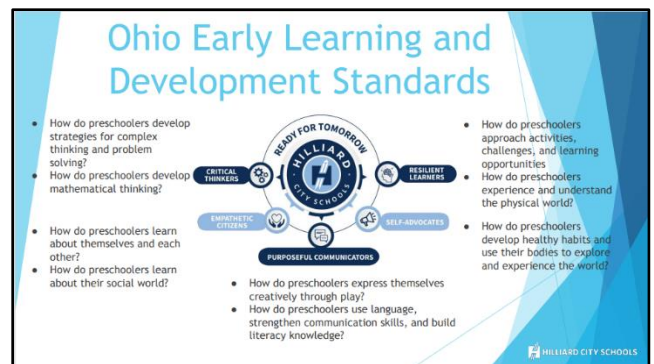 Ohio Early Learning and
Development Standards
● How do preschoolers develop
strategies for complex
thinking and problem
solving?
● How do preschoolers develop
mathematical thinking?
● How do preschoolers learn
about themselves and each
other?
● How do preschoolers learn
about their social world?
READY FOR TOMORROW
HILLIARD
H
CITY SCHOOLS
CRITICAL
THINKERS
RESILIENT
LEARNERS
EMPATHETIC
CITIZENS
SELF-ADVOCATES
PURPOSEFUL COMMUNICATORS
● How do preschoolers express themselves
creatively through play?
● How do preschoolers use language,
strengthen communication skills, and build
literacy knowledge?
● How do preschoolers
approach activities,
challenges, and learning
opportunities
● How do preschoolers
experience and understand
the physical world?
● How do preschoolers
develop healthy habits and
use their bodies to explore
and experience the world?
H HILLIARD CITY SCHOOLS